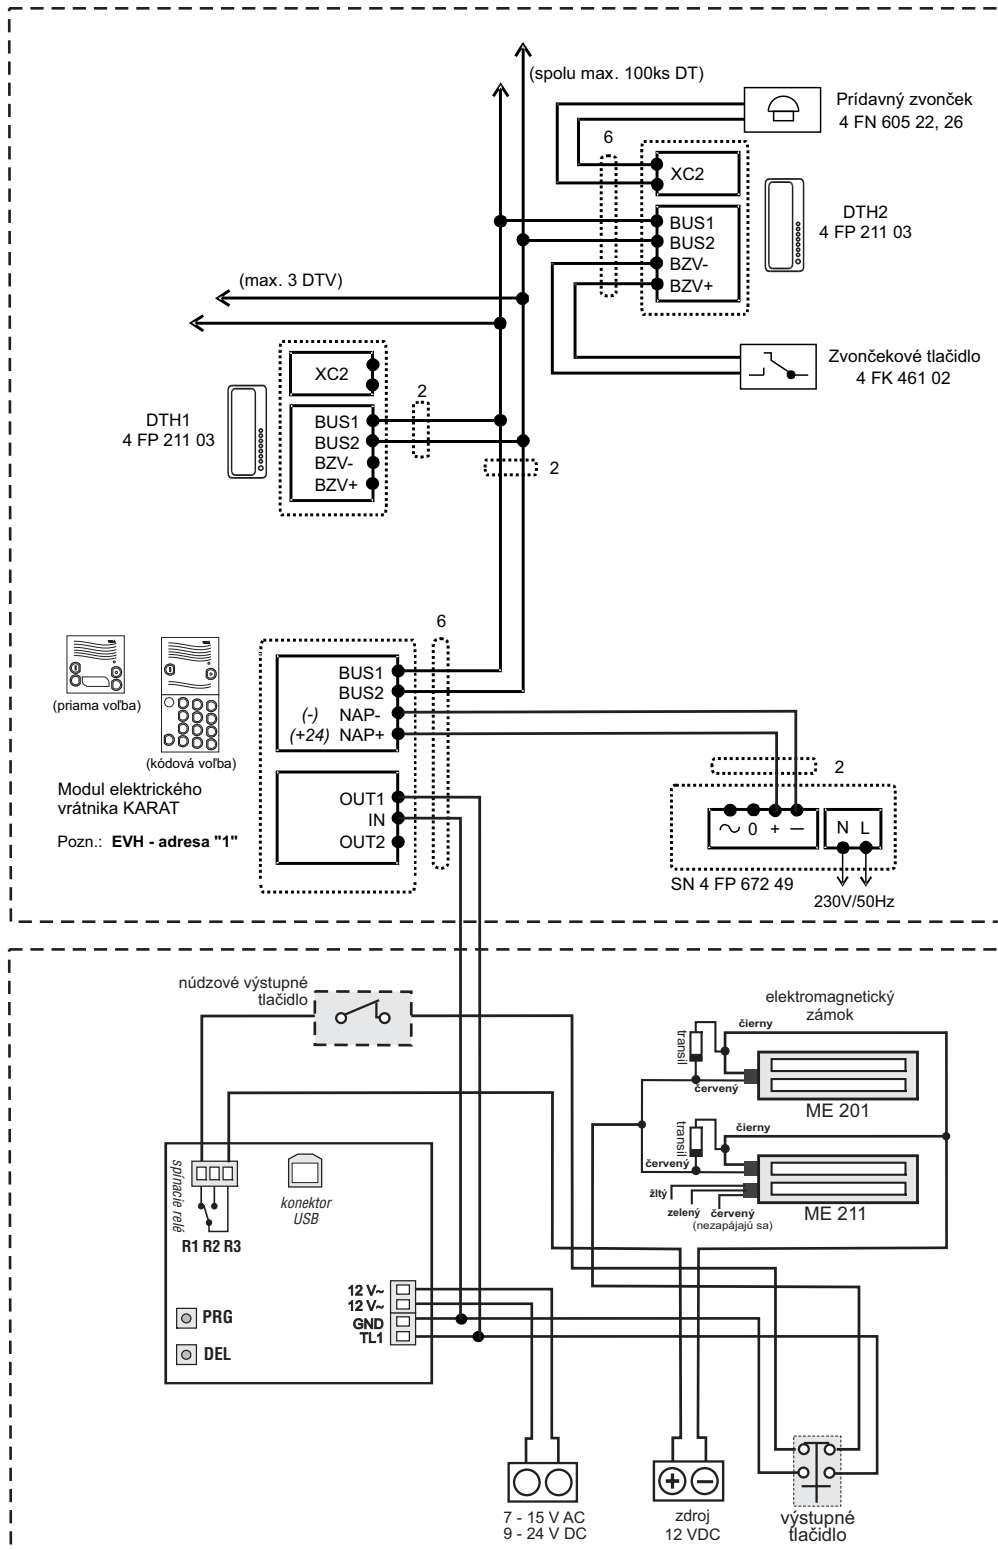 (spolu max. 100ks DT)
Prídavný zvonček
4 FN 605 22, 26
6
XC2
DTH2
4 FP 211 03
BUS1
BUS2
BZV-
BZV+
(max. 3 DTV)
Zvončekové tlačidlo
4 FK 461 02
XC2
2
DTH1
4 FP 211 03
BUS1
BUS2
BZV-
BZV+
2
6
BUS1
BUS2
(-) NAP-
(+24) NAP+
(priama voľba)
(kódová voľba)
Modul elektrického
vrátnika KARAT
Pozn.: EVH - adresa "1"
OUT1
IN
OUT2
2
0 + −
N L
SN 4 FP 672 49
230V/50Hz
núdzové výstupné
tlačidlo
elektromagnetický
zámok
transil
čierny
červený
ME 201
transil
čierny
červený
žltý
zelený
červený
(nezapájajú sa)
ME 211
spínacie relé
konektor
USB
R1 R2 R3
12 V~
12 V~
GND
TL1
PRG
DEL
7 - 15 V AC
9 - 24 V DC
+ −
zdroj
12 VDC
výstupné
tlačidlo